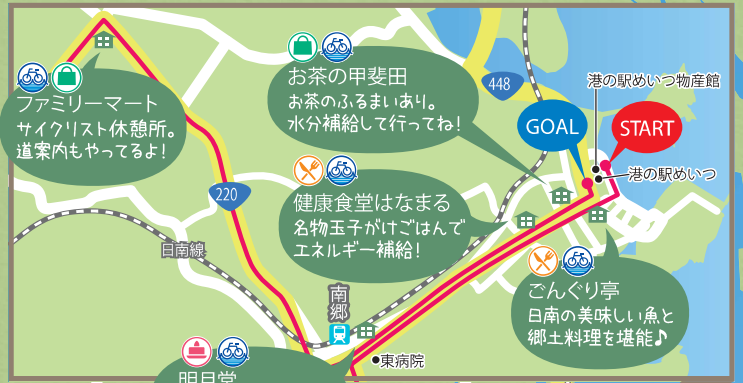 ファミリーマート
サイクリスト休憩所。
道案内もやってるよ！
お茶の甲斐田
お茶のふるまいあり。
水分補給して行ってね！
448
港の駅めいつ物産館
GOAL
START
港の駅めいつ
健康食堂はなまる
名物玉子がけごはんで
エネルギー補給！
220
日南線
ごんぐり亭
日南の美味しい魚と
郷土料理を堪能♪
南郷
東病院